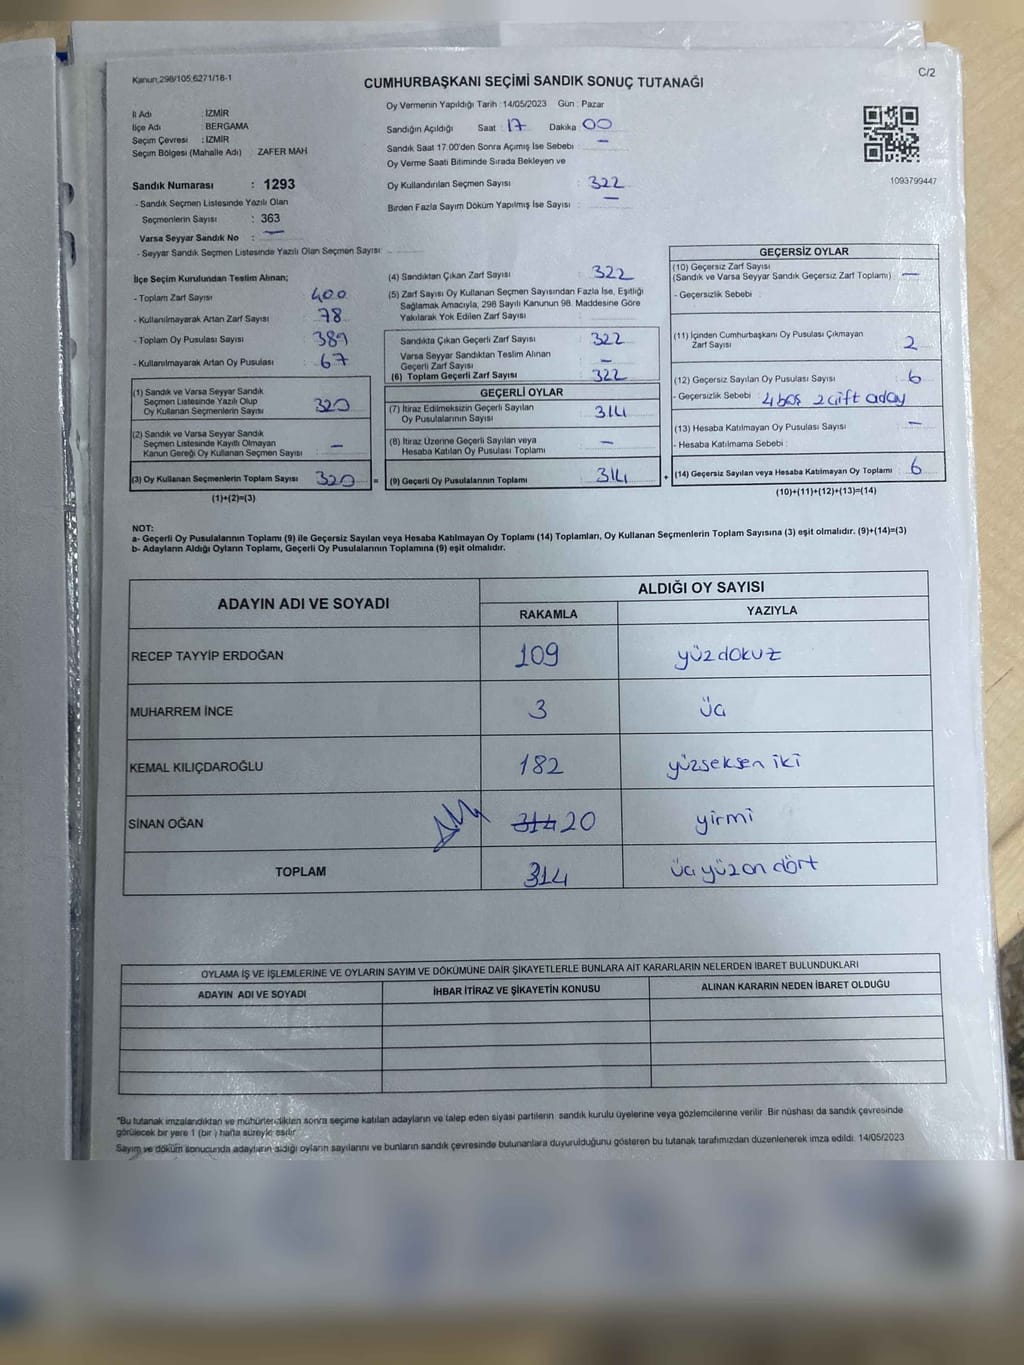 Kanun:298/105,6271/18-1
C/2
CUMHURBAŞKANI SEÇİMİ SANDIK SONUÇ TUTANAĞI
İl Adı : İZMİR
İlçe Adı : BERGAMA
Seçim Çevresi : İZMİR
Seçim Bölgesi (Mahalle Adı) : ZAFER MAH
Sandık Numarası : 1293
- Sandık Seçmen Listesinde Yazılı Olan
Seçmenlerin Sayısı : 363
Varsa Seyyar Sandık No : —
- Seyyar Sandık Seçmen Listesinde Yazılı Olan Seçmen Sayısı:
Oy Vermenin Yapıldığı Tarih : 14/05/2023 Gün : Pazar
Sandığın Açıldığı Saat : 17 Dakika 00
Sandık Saat 17:00'den Sonra Açımış İse Sebebi : —
Oy Verme Saati Bitiminde Sırada Bekleyen ve
Oy Kullandırılan Seçmen Sayısı : 322
Birden Fazla Sayım Döküm Yapılmış İse Sayısı : —
1093799447
İlçe Seçim Kurulundan Teslim Alınan;
- Toplam Zarf Sayısı : 400
- Kullanılmayarak Artan Zarf Sayısı : 78
- Toplam Oy Pusulası Sayısı : 389
- Kullanılmayarak Artan Oy Pusulası : 67
(1) Sandık ve Varsa Seyyar Sandık
Seçmen Listesinde Yazılı Olup
Oy Kullanan Seçmenlerin Sayısı : 320
(2) Sandık ve Varsa Seyyar Sandık
Seçmen Listesinde Kayıtlı Olmayan
Kanun Gereği Oy Kullanan Seçmen Sayısı : —
(3) Oy Kullanan Seçmenlerin Toplam Sayısı : 320 =
(1)+(2)=(3)
(4) Sandıktan Çıkan Zarf Sayısı : 322
(5) Zarf Sayısı Oy Kullanan Seçmen Sayısından Fazla İse, Eşitliği
Sağlamak Amacıyla, 298 Sayılı Kanunun 98. Maddesine Göre
Yakılarak Yok Edilen Zarf Sayısı :
Sandıkta Çıkan Geçerli Zarf Sayısı : 322
Varsa Seyyar Sandıktan Teslim Alınan
Geçerli Zarf Sayısı : —
(6) Toplam Geçerli Zarf Sayısı : 322
GEÇERLİ OYLAR
(7) İtiraz Edilmeksizin Geçerli Sayılan
Oy Pusulalarının Sayısı : 314
(8) İtiraz Üzerine Geçerli Sayılan veya
Hesaba Katılan Oy Pusulası Toplamı : —
(9) Geçerli Oy Pusulalarının Toplamı : 314 +
GEÇERSİZ OYLAR
(10) Geçersiz Zarf Sayısı
(Sandık ve Varsa Seyyar Sandık Geçersiz Zarf Toplamı) : —
- Geçersizlik Sebebi :
(11) İçinden Cumhurbaşkanı Oy Pusulası Çıkmayan
Zarf Sayısı : 2
(12) Geçersiz Sayılan Oy Pusulası Sayısı : 6
- Geçersizlik Sebebi : 4 boş 2 çift aday
(13) Hesaba Katılmayan Oy Pusulası Sayısı : —
- Hesaba Katılmama Sebebi :
(14) Geçersiz Sayılan veya Hesaba Katılmayan Oy Toplamı : 6
(10)+(11)+(12)+(13)=(14)
NOT:
a- Geçerli Oy Pusulalarının Toplamı (9) ile Geçersiz Sayılan veya Hesaba Katılmayan Oy Toplamı (14) Toplamları, Oy Kullanan Seçmenlerin Toplam Sayısına (3) eşit olmalıdır. (9)+(14)=(3)
b- Adayların Aldığı Oyların Toplamı, Geçerli Oy Pusulalarının Toplamına (9) eşit olmalıdır.
ADAYIN ADI VE SOYADI ALDIĞI OY SAYISI
RAKAMLA YAZIYLA
RECEP TAYYİP ERDOĞAN 109 yüzdokuz
MUHARREM İNCE 3 üç
KEMAL KILIÇDAROĞLU 182 yüzseksen iki
SİNAN OĞAN 314 20 yirmi
TOPLAM 314 üç yüz on dört
OYLAMA İŞ VE İŞLEMLERİNE VE OYLARIN SAYIM VE DÖKÜMÜNE DAİR ŞİKAYETLERLE BUNLARA AİT KARARLARIN NELERDEN İBARET BULUNDUKLARI
ADAYIN ADI VE SOYADI İHBAR İTİRAZ VE ŞİKAYETİN KONUSU ALINAN KARARIN NEDEN İBARET OLDUĞU
*Bu tutanak imzalandıktan ve mühürlendikten sonra seçime katılan adayların ve talep eden siyasi partilerin sandık kurulu üyelerine veya gözlemcilerine verilir. Bir nüshası da sandık çevresinde
görülecek bir yere 1 (bir) hafta süreyle asılır.
Sayım ve döküm sonucunda adayların aldığı oyların sayılarını ve bunların sandık çevresinde bulunanlara duyurulduğunu gösteren bu tutanak tarafımızdan düzenlenerek imza edildi. 14/05/2023